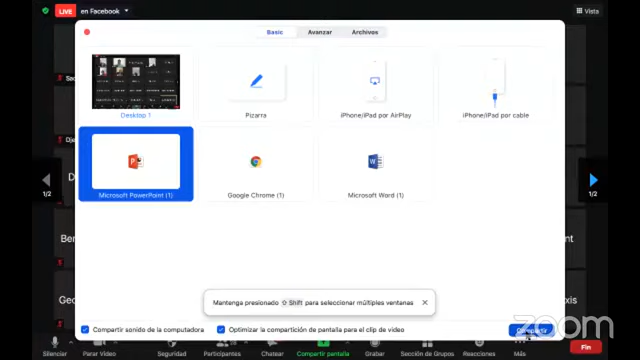 LIVE en Facebook
Vista
Basic
Avanzar
Archivos
Desktop 1
Pizarra
iPhone/iPad por AirPlay
iPhone/iPad por cable
Microsoft PowerPoint (1)
Google Chrome (1)
Microsoft Word (1)
1/2
1/2
Ber
Geo
xis
Mantenga presionado ⇧ Shift para seleccionar múltiples ventanas
Compartir sonido de la computadora
Optimizar la compartición de pantalla para el clip de video
Compartir
zoom
Silenciar
Parar Video
Seguridad
Participantes
Chatear
Compartir pantalla
Grabar
Sección de Grupos
Reacciones
Más
Fin